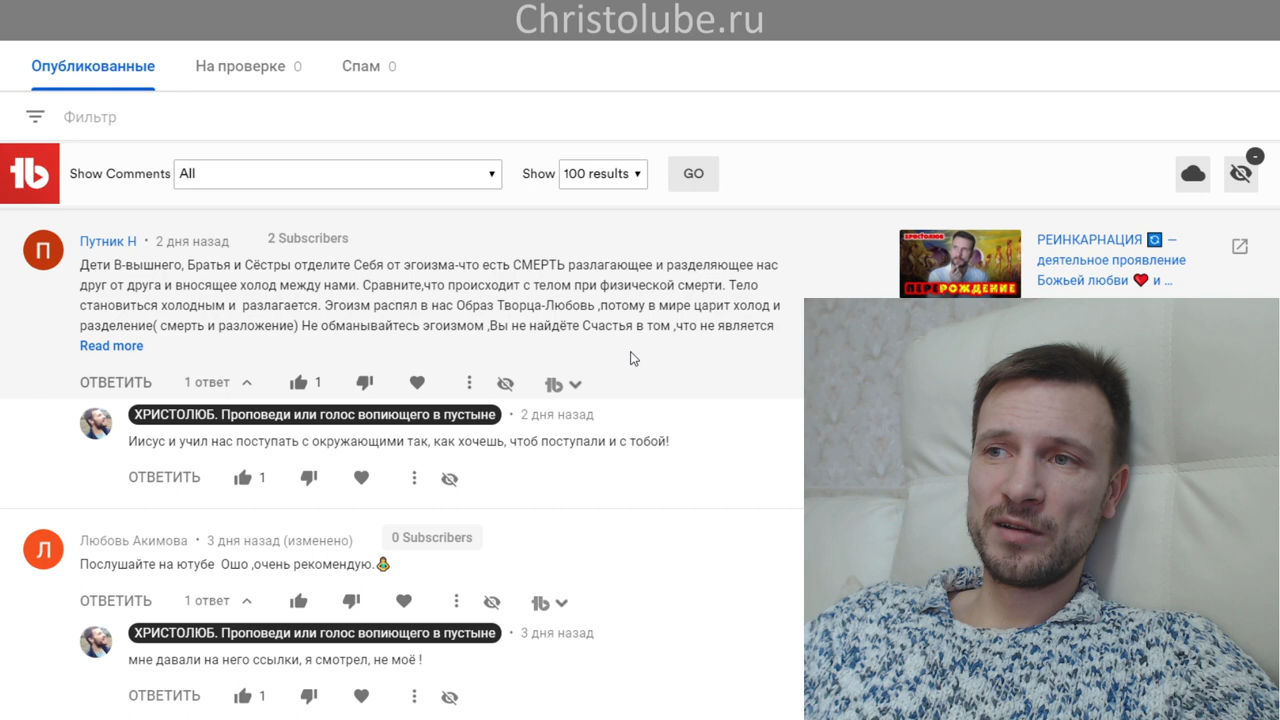 Christolube.ru
Опубликованные
На проверке 0
Спам 0
Фильтр
Show Comments All Show 100 results GO
Путник Н • 2 дня назад 2 Subscribers
Дети В-вышнего, Братья и Сёстры отделите Себя от эгоизма-что есть СМЕРТЬ разлагающее и разделяющее нас
друг от друга и вносящее холод между нами. Сравните,что происходит с телом при физической смерти. Тело
становиться холодным и разлагается. Эгоизм распял в нас Образ Творца-Любовь ,потому в мире царит холод и
разделение( смерть и разложение) Не обманывайтесь эгоизмом ,Вы не найдёте Счастья в том ,что не является
Read more
ОТВЕТИТЬ 1 ответ 1
ХРИСТОЛЮБ
ПЕРЕРОЖДЕНИЕ
РЕИНКАРНАЦИЯ —
деятельное проявление
Божьей любви и ...
ХРИСТОЛЮБ. Проповеди или голос вопиющего в пустыне • 2 дня назад
Иисус и учил нас поступать с окружающими так, как хочешь, чтоб поступали и с тобой!
ОТВЕТИТЬ 1
Любовь Акимова • 3 дня назад (изменено) 0 Subscribers
Послушайте на ютубе Ошо ,очень рекомендую.
ОТВЕТИТЬ 1 ответ
ХРИСТОЛЮБ. Проповеди или голос вопиющего в пустыне • 3 дня назад
мне давали на него ссылки, я смотрел, не моё !
ОТВЕТИТЬ 1